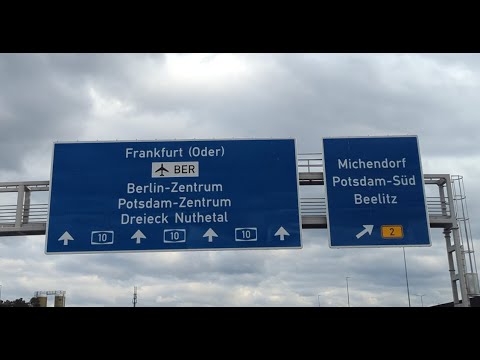 Frankfurt (Oder)
BER
Berlin-Zentrum
Potsdam-Zentrum
Dreieck Nuthetal
10 10 10
Michendorf
Potsdam-Süd
Beelitz
2